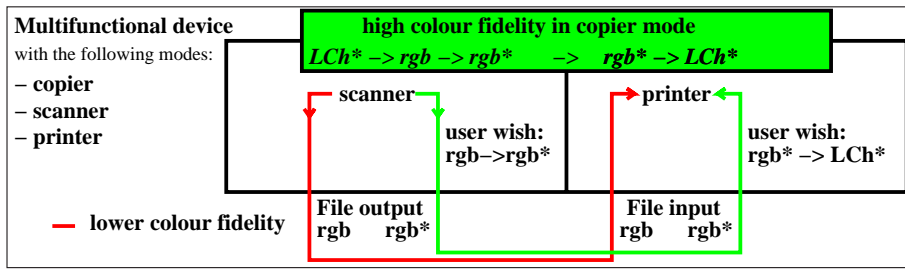 Multifunctional device
with the following modes:
– copier
– scanner
– printer
high colour fidelity in copier mode
LCh* –> rgb –> rgb* –> rgb* –> LCh*
scanner
printer
user wish:
rgb–>rgb*
user wish:
rgb* –> LCh*
lower colour fidelity
File output
rgb rgb*
File input
rgb rgb*